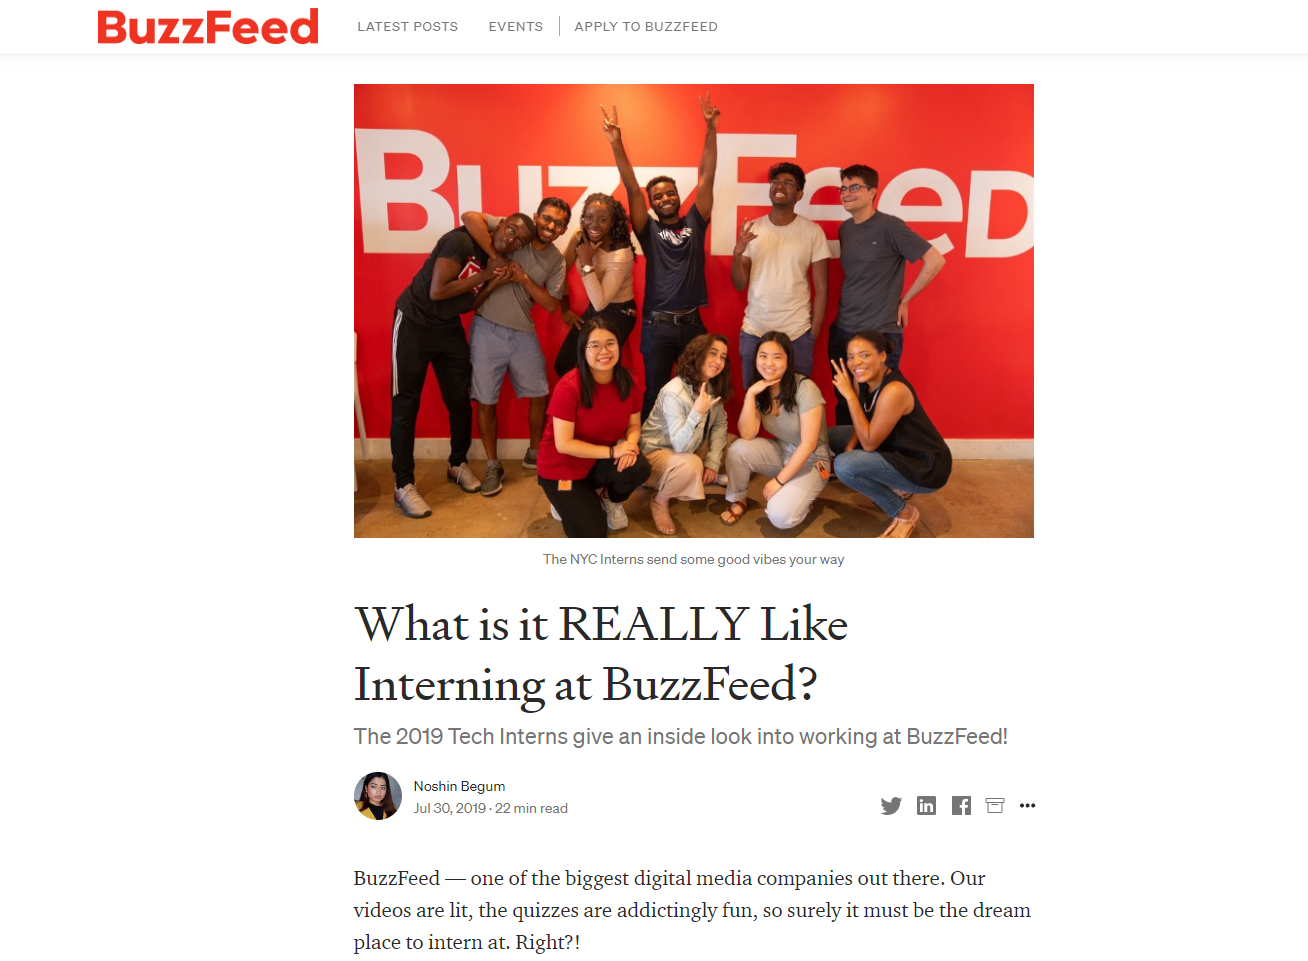 BuzzFeed
LATEST POSTS
EVENTS
APPLY TO BUZZFEED
BuzzFeed
The NYC Interns send some good vibes your way
What is it REALLY Like
Interning at BuzzFeed?
The 2019 Tech Interns give an inside look into working at BuzzFeed!
Noshin Begum
Jul 30, 2019 · 22 min read
BuzzFeed — one of the biggest digital media companies out there. Our
videos are lit, the quizzes are addictingly fun, so surely it must be the dream
place to intern at. Right?!